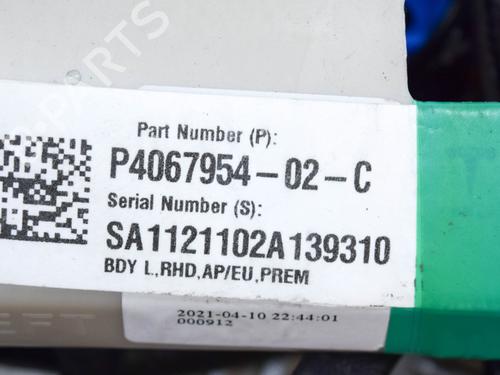 PARTS
Part Number (P):
P4067954-02-C
Serial Number (S):
SA1121102A139310
BDY L,RHD,AP/EU,PREM
2021-04-10 22:44:01
000912